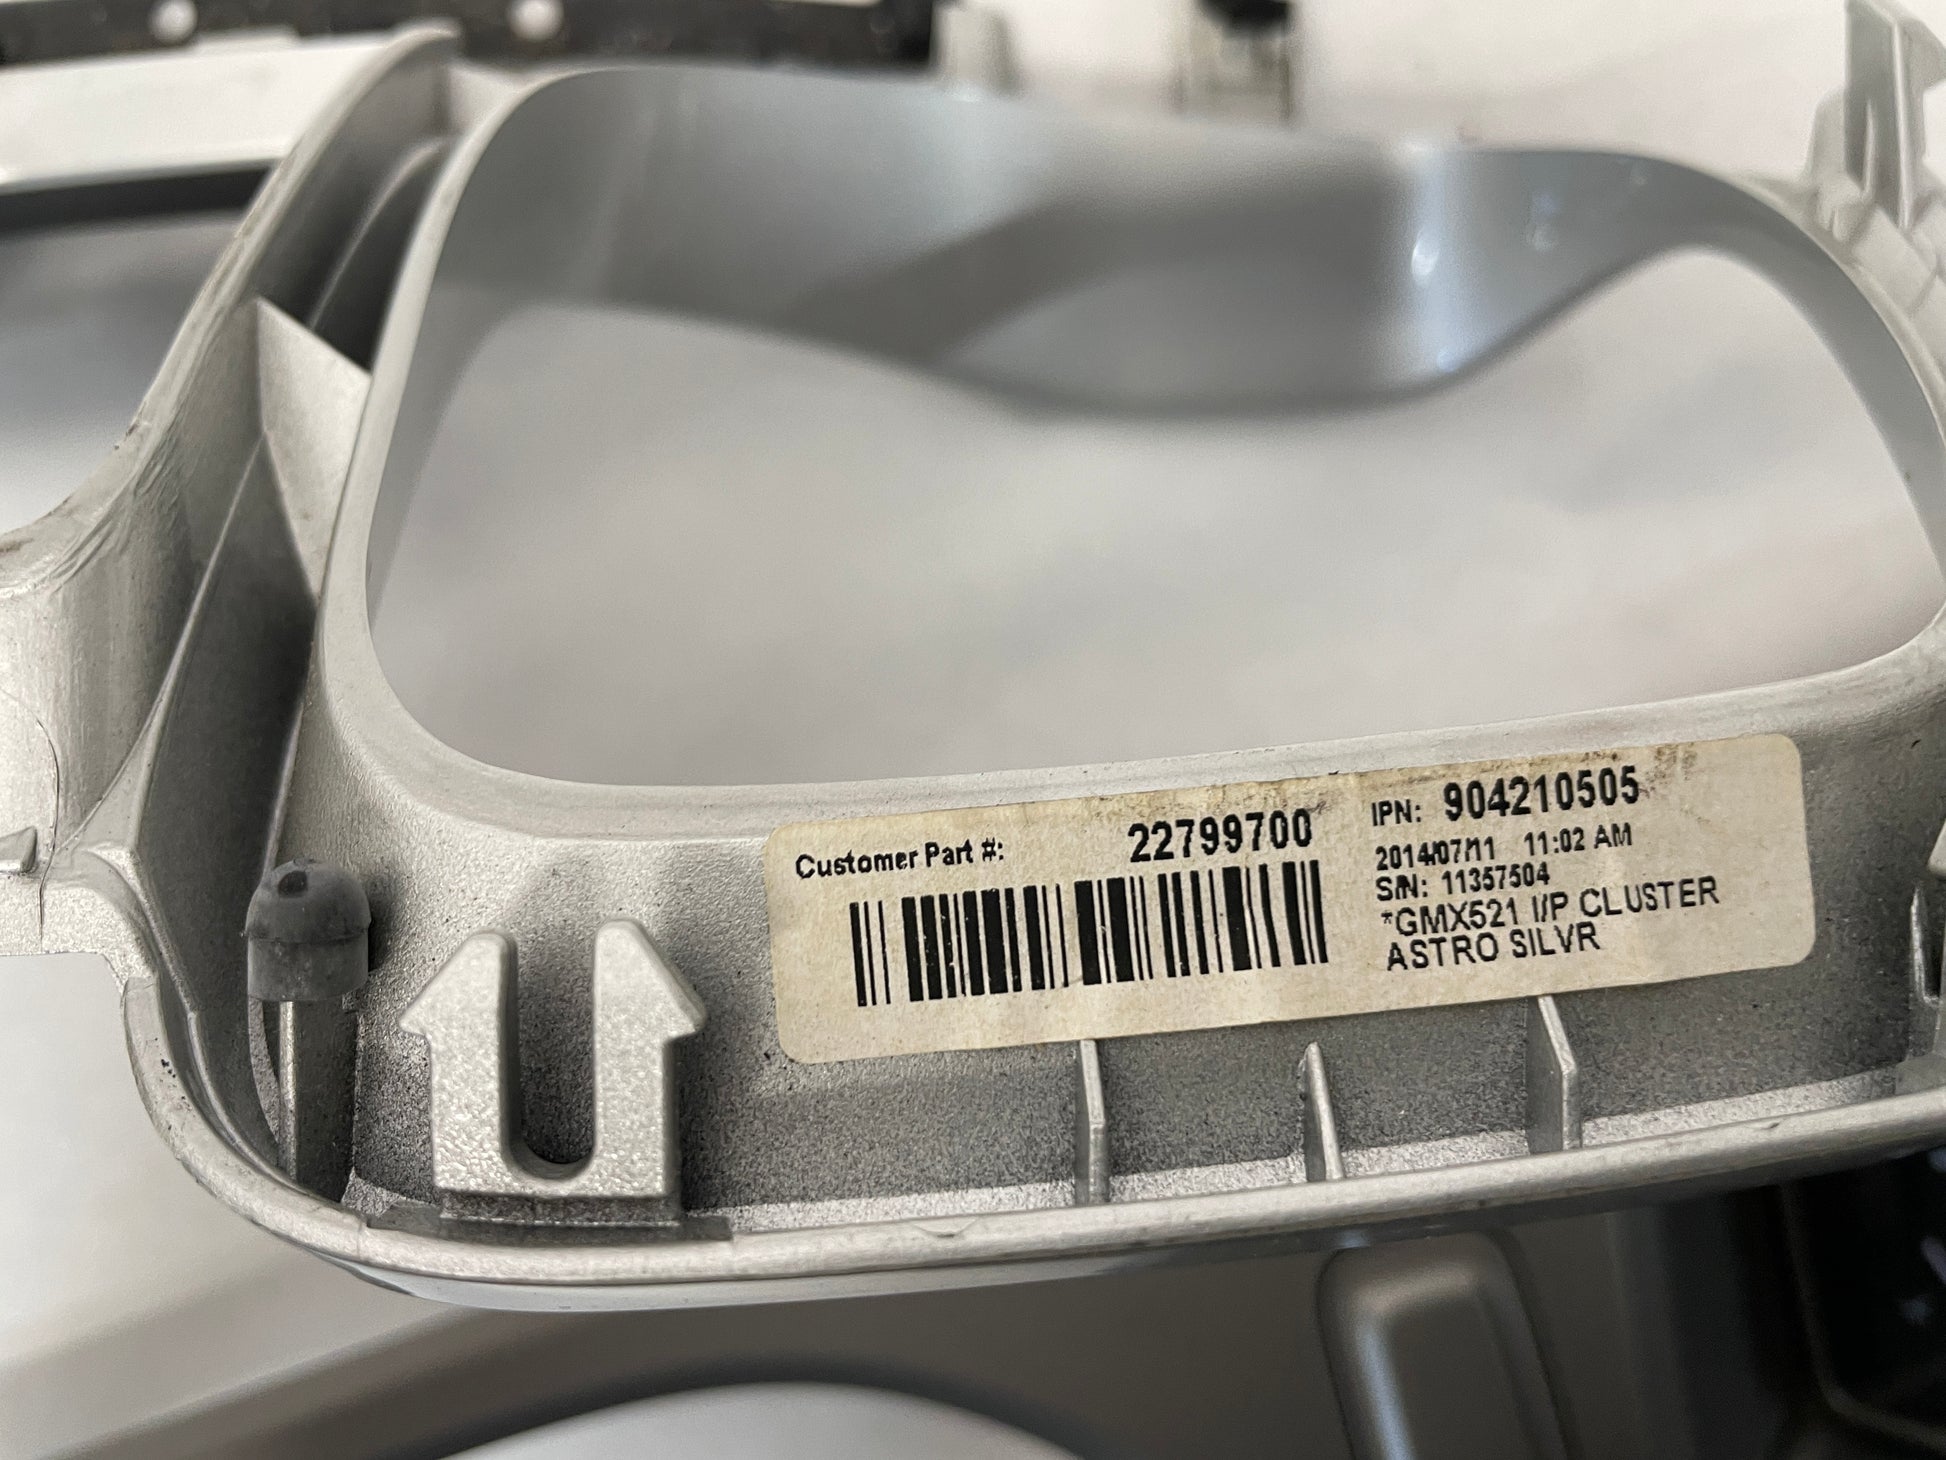 Customer Part #: 22799700
IPN: 904210505
2014/07/11 11:02 AM
S/N: 11357504
*GMX521 I/P CLUSTER
ASTRO SILVR